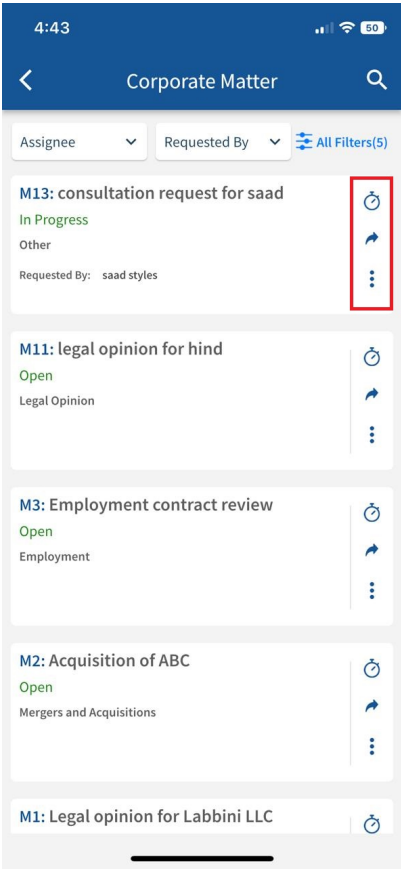 4:43
50
Corporate Matter
Assignee
Requested By
All Filters(5)
M13: consultation request for saad
In Progress
Other
Requested By: saad styles
M11: legal opinion for hind
Open
Legal Opinion
M3: Employment contract review
Open
Employment
M2: Acquisition of ABC
Open
Mergers and Acquisitions
M1: Legal opinion for Labbini LLC